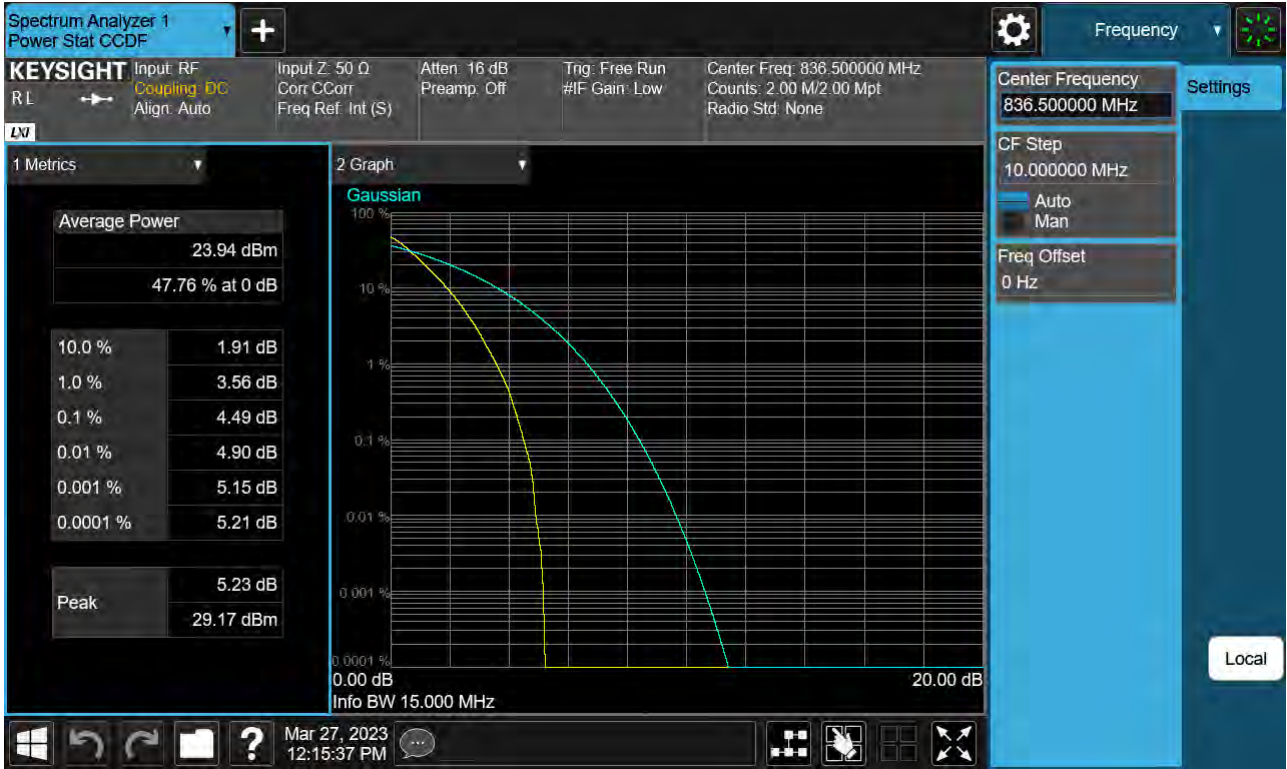 Spectrum Analyzer 1
Power Stat CCDF
+
Frequency
KEYSIGHT
R L
LXI
Input: RF
Coupling: DC
Align: Auto
Input Z: 50 Ω
Corr CCorr
Freq Ref: Int (S)
Atten: 16 dB
Preamp: Off
Trig: Free Run
#IF Gain: Low
Center Freq: 836.500000 MHz
Counts: 2.00 M/2.00 Mpt
Radio Std: None
Center Frequency
836.500000 MHz
Settings
CF Step
10.000000 MHz
Auto
Man
Freq Offset
0 Hz
Local
1 Metrics
Average Power
23.94 dBm
47.76 % at 0 dB
10.0 % 1.91 dB
1.0 % 3.56 dB
0.1 % 4.49 dB
0.01 % 4.90 dB
0.001 % 5.15 dB
0.0001 % 5.21 dB
Peak
5.23 dB
29.17 dBm
2 Graph
Gaussian
100 %
10 %
1 %
0.1 %
0.01 %
0.001 %
0.0001 %
0.00 dB 20.00 dB
Info BW 15.000 MHz
?
Mar 27, 2023
12:15:37 PM